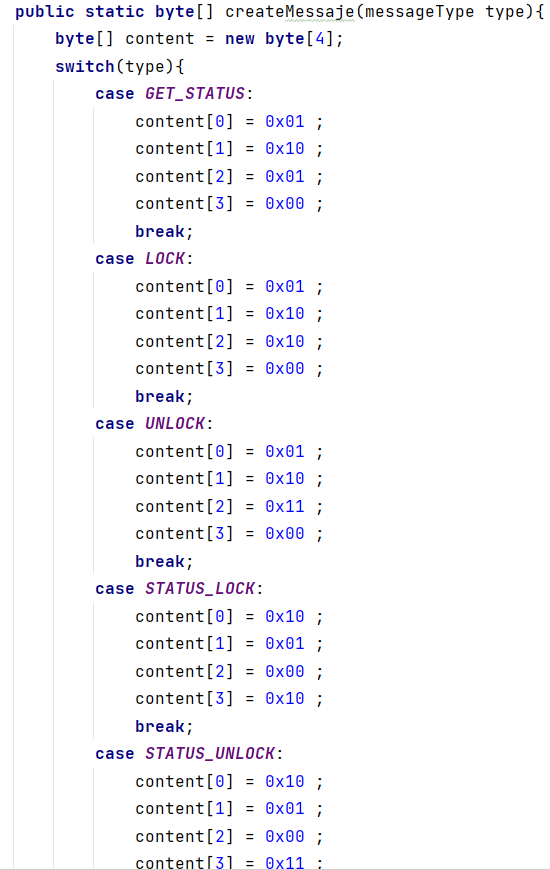 public static byte[] createMessaje(messageType type){
byte[] content = new byte[4];
switch(type){
case GET_STATUS:
content[0] = 0x01 ;
content[1] = 0x10 ;
content[2] = 0x01 ;
content[3] = 0x00 ;
break;
case LOCK:
content[0] = 0x01 ;
content[1] = 0x10 ;
content[2] = 0x10 ;
content[3] = 0x00 ;
break;
case UNLOCK:
content[0] = 0x01 ;
content[1] = 0x10 ;
content[2] = 0x11 ;
content[3] = 0x00 ;
break;
case STATUS_LOCK:
content[0] = 0x10 ;
content[1] = 0x01 ;
content[2] = 0x00 ;
content[3] = 0x10 ;
break;
case STATUS_UNLOCK:
content[0] = 0x10 ;
content[1] = 0x01 ;
content[2] = 0x00 ;
content[3] = 0x11 ;